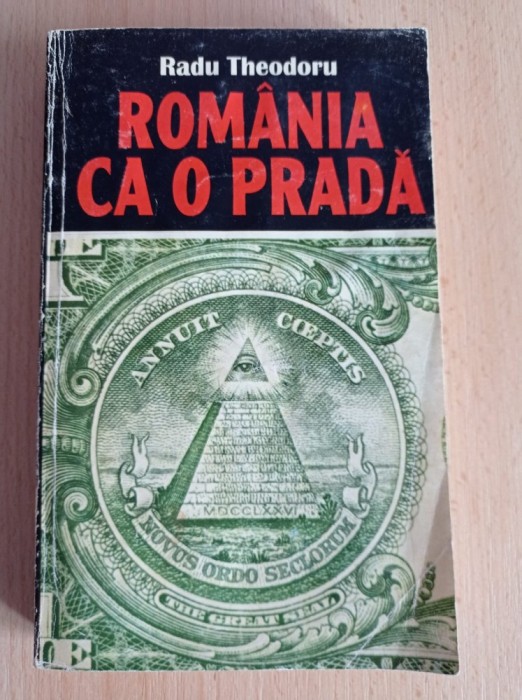 Radu Theodoru
ROMÂNIA
CA O PRADĂ
E
ANNUIT CŒPTIS
MDCCLXXVI
NOVUS ORDO SECLORUM
THE GREAT SEAL
E